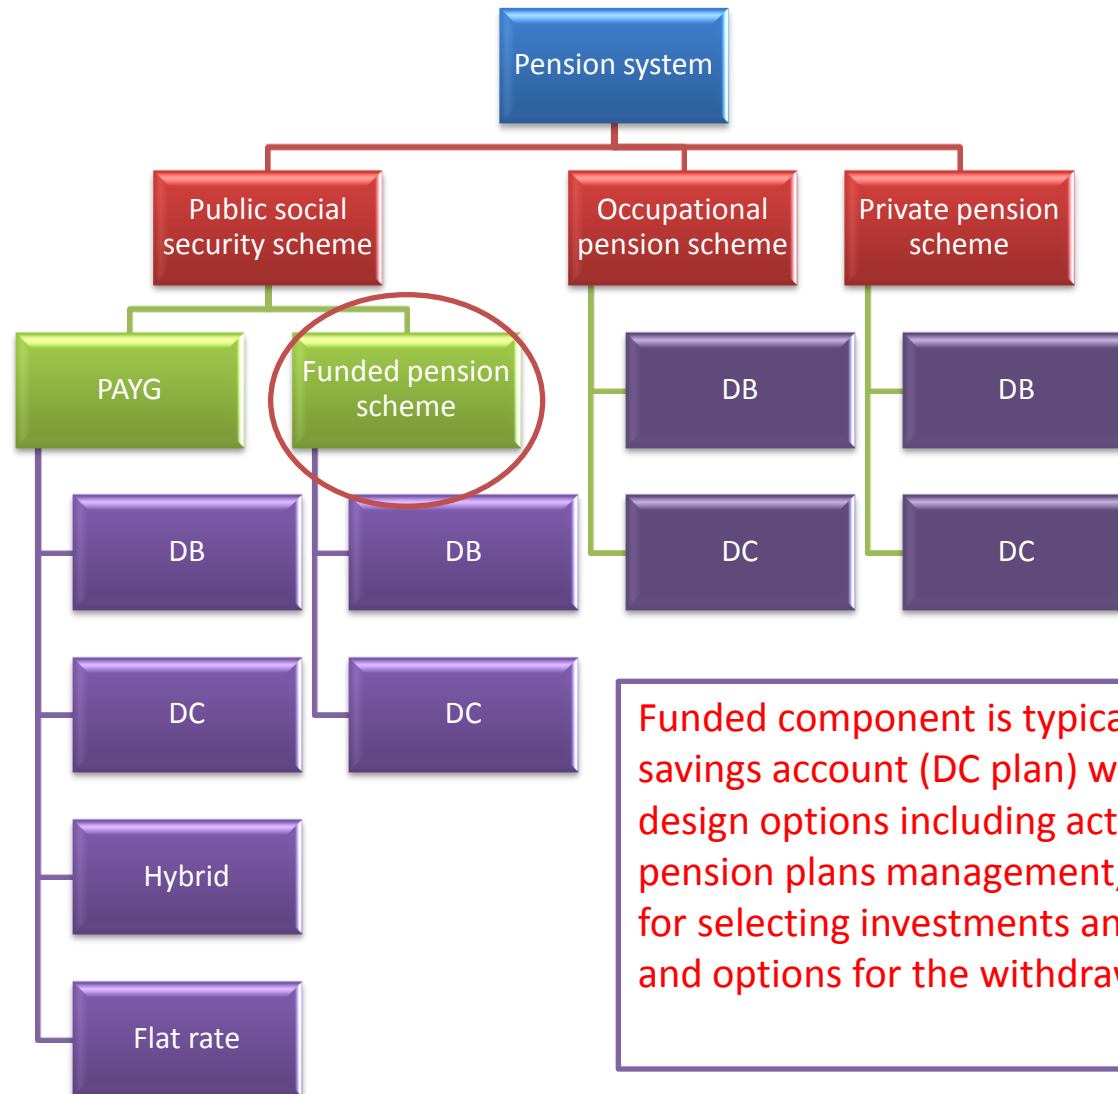 Pension system
Public social
security scheme
Occupational
pension scheme
Private pension
scheme
PAYG
Funded pension
scheme
DB
DB
DB
DB
DC
DC
DC
DC
Hybrid
Flat rate
Funded component is typica
savings account (DC plan) w
design options including act
pension plans management,
for selecting investments an
and options for the withdra